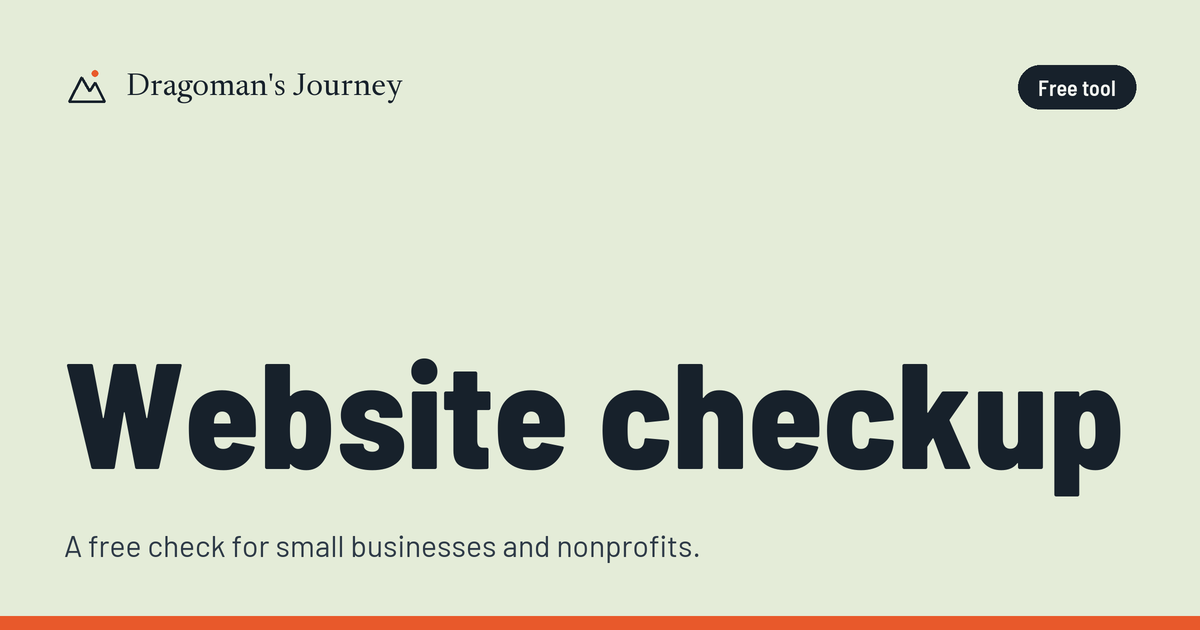 Dragoman's Journey
Free tool
Website checkup
A free check for small businesses and nonprofits.